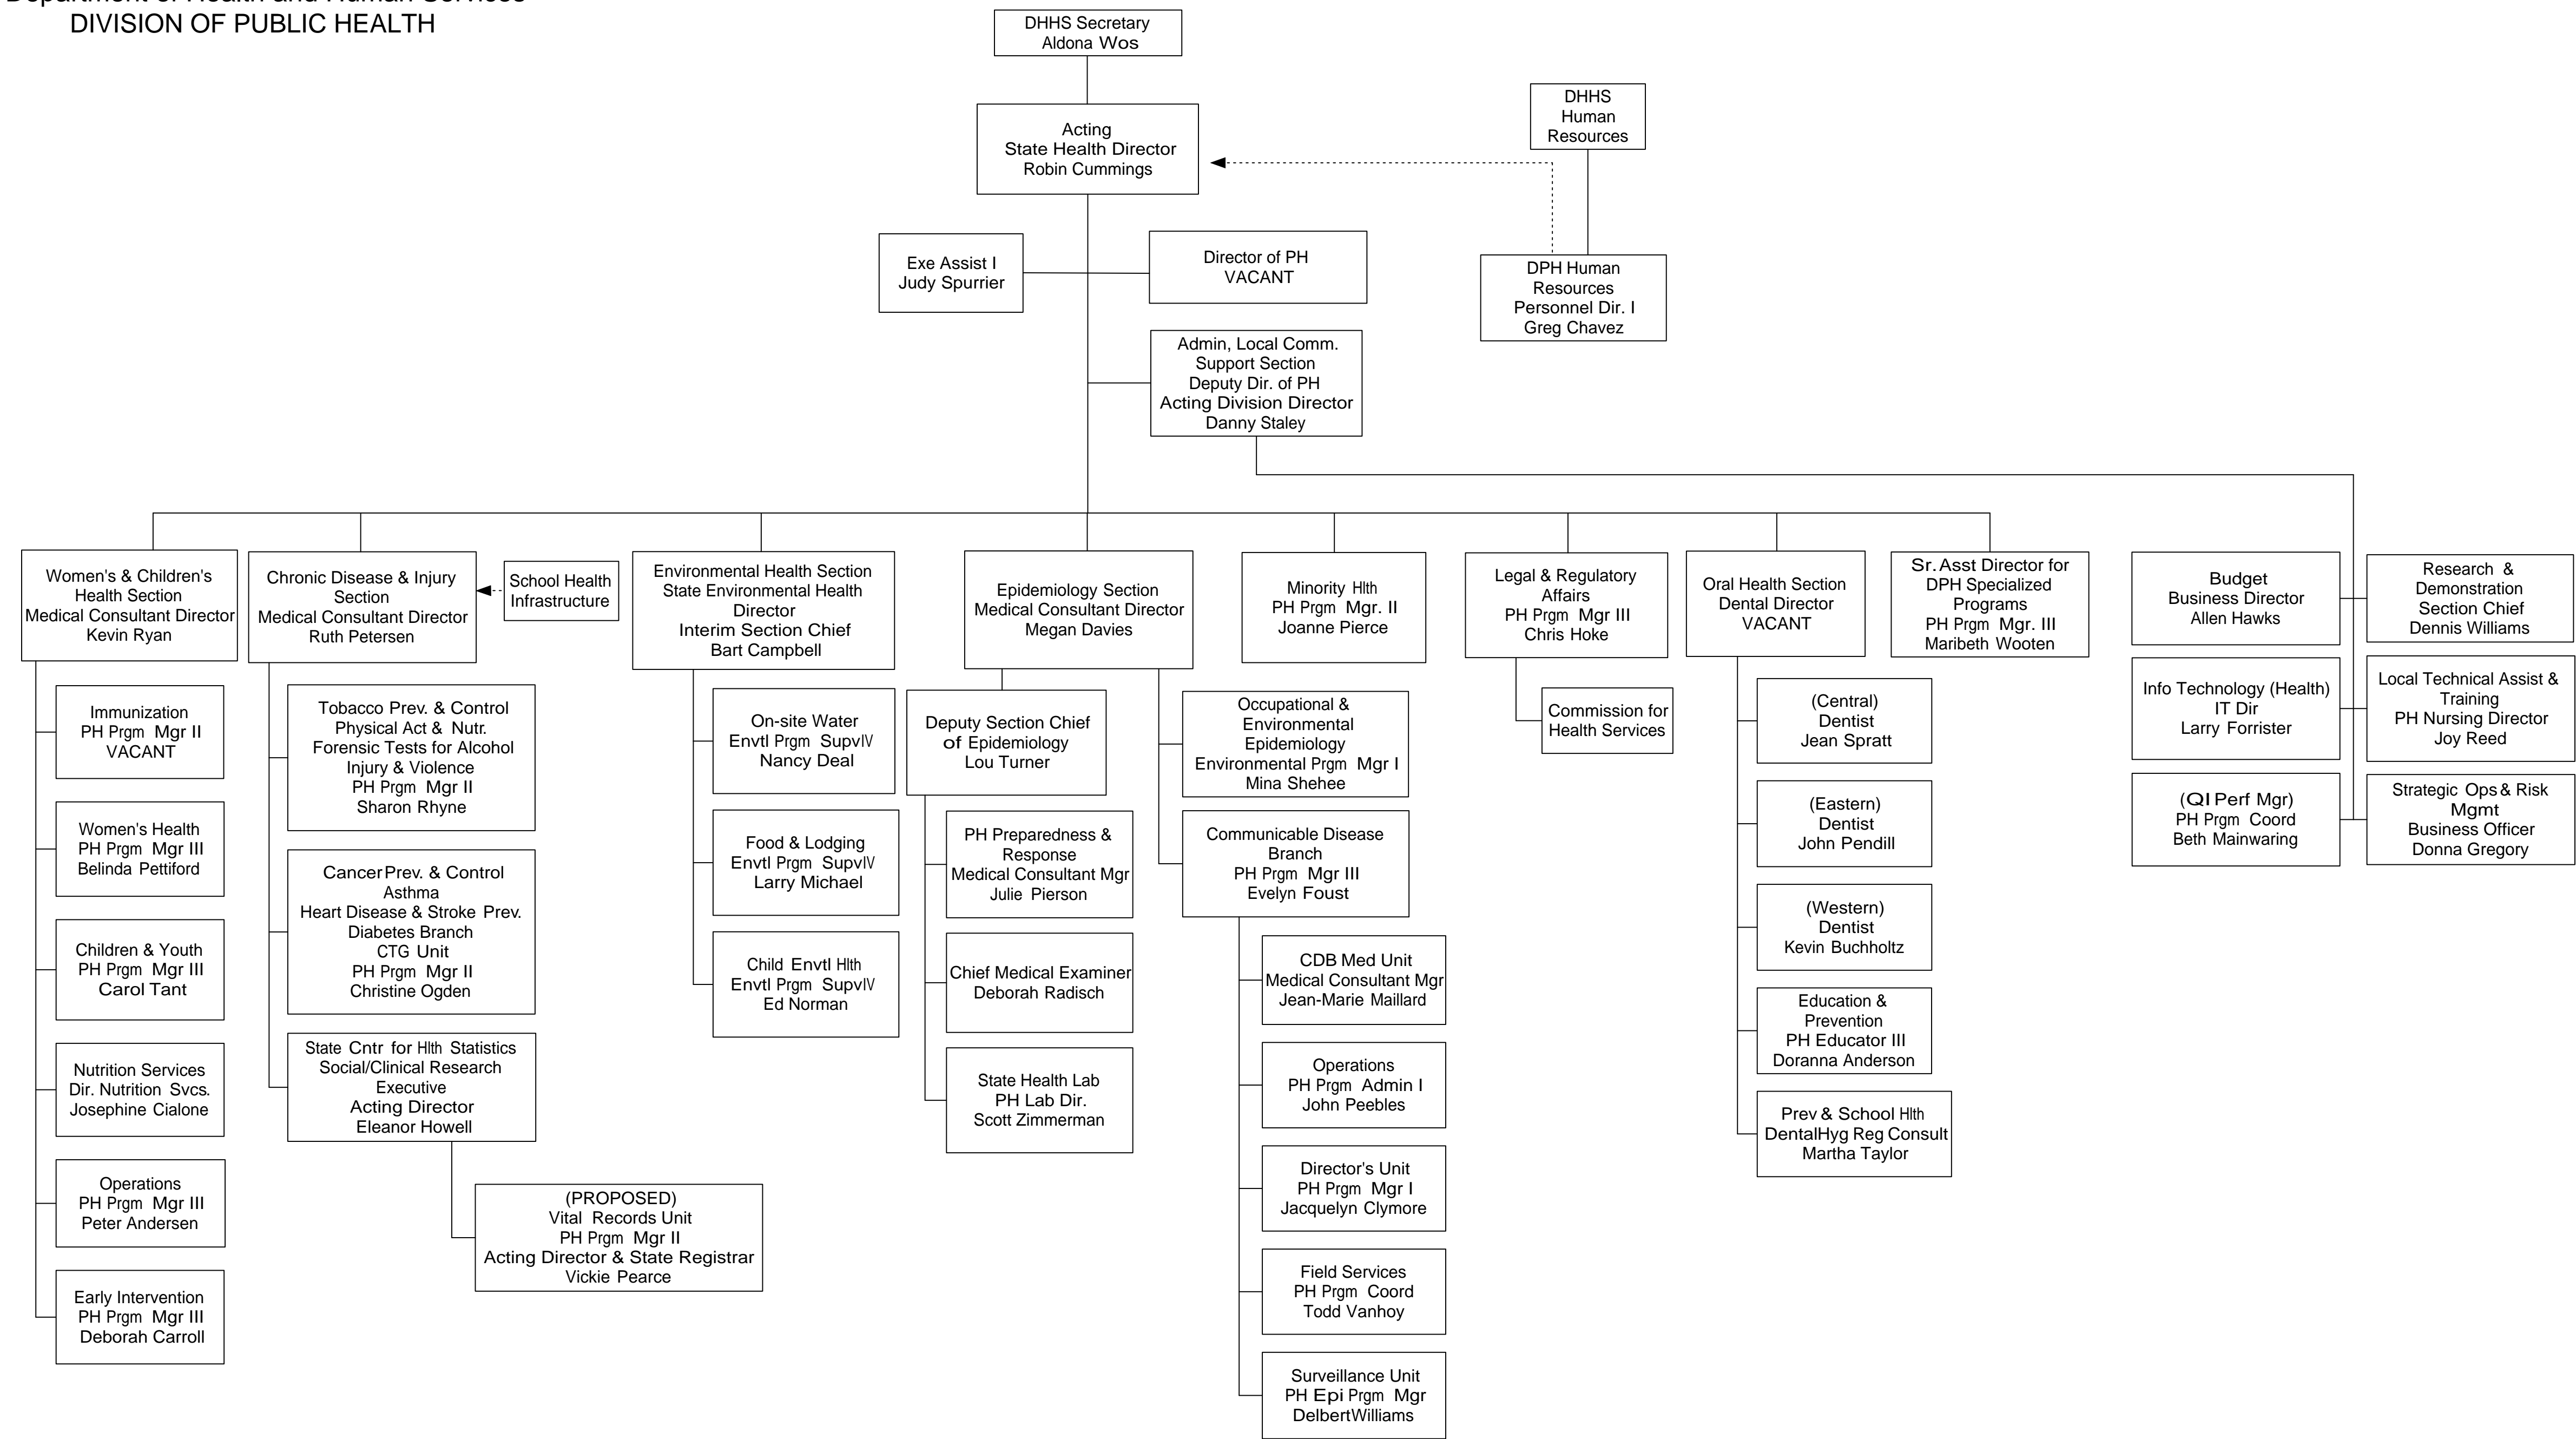 Department of Health and Human Services
DIVISION OF PUBLIC HEALTH
DHHS Secretary
Aldona Wos
Acting
State Health Director
Robin Cummings
DHHS
Human
Resources
Exe Assist I
Judy Spurrier
Director of PH
VACANT
DPH Human
Resources
Personnel Dir. I
Greg Chavez
Admin, Local Comm.
Support Section
Deputy Dir. of PH
Acting Division Director
Danny Staley
Women's & Children's
Health Section
Medical Consultant Director
Kevin Ryan
Immunization
PH Prgm Mgr II
VACANT
Women's Health
PH Prgm Mgr III
Belinda Pettiford
Children & Youth
PH Prgm Mgr III
Carol Tant
Nutrition Services
Dir. Nutrition Svcs.
Josephine Cialone
Operations
PH Prgm Mgr III
Peter Andersen
Early Intervention
PH Prgm Mgr III
Deborah Carroll
Chronic Disease & Injury
Section
Medical Consultant Director
Ruth Petersen
School Health
Infrastructure
Tobacco Prev. & Control
Physical Act & Nutr.
Forensic Tests for Alcohol
Injury & Violence
PH Prgm Mgr II
Sharon Rhyne
Cancer Prev. & Control
Asthma
Heart Disease & Stroke Prev.
Diabetes Branch
CTG Unit
PH Prgm Mgr II
Christine Ogden
State Cntr for Hlth Statistics
Social/Clinical Research
Executive
Acting Director
Eleanor Howell
(PROPOSED)
Vital Records Unit
PH Prgm Mgr II
Acting Director & State Registrar
Vickie Pearce
Environmental Health Section
State Environmental Health
Director
Interim Section Chief
Bart Campbell
On-site Water
Envtl Prgm SupvIV
Nancy Deal
Food & Lodging
Envtl Prgm SupvIV
Larry Michael
Child Envtl Hlth
Envtl Prgm SupvIV
Ed Norman
Epidemiology Section
Medical Consultant Director
Megan Davies
Deputy Section Chief
of Epidemiology
Lou Turner
PH Preparedness &
Response
Medical Consultant Mgr
Julie Pierson
Chief Medical Examiner
Deborah Radisch
State Health Lab
PH Lab Dir.
Scott Zimmerman
Occupational &
Environmental
Epidemiology
Environmental Prgm Mgr I
Mina Shehee
Communicable Disease
Branch
PH Prgm Mgr III
Evelyn Foust
CDB Med Unit
Medical Consultant Mgr
Jean-Marie Maillard
Operations
PH Prgm Admin I
John Peebles
Director's Unit
PH Prgm Mgr I
Jacquelyn Clymore
Field Services
PH Prgm Coord
Todd Vanhoy
Surveillance Unit
PH Epi Prgm Mgr
DelbertWilliams
Minority Hlth
PH Prgm Mgr. II
Joanne Pierce
Legal & Regulatory
Affairs
PH Prgm Mgr III
Chris Hoke
Commission for
Health Services
Oral Health Section
Dental Director
VACANT
(Central)
Dentist
Jean Spratt
(Eastern)
Dentist
John Pendill
(Western)
Dentist
Kevin Buchholtz
Education &
Prevention
PH Educator III
Doranna Anderson
Prev & School Hlth
DentalHyg Reg Consult
Martha Taylor
Sr. Asst Director for
DPH Specialized
Programs
PH Prgm Mgr. III
Maribeth Wooten
Budget
Business Director
Allen Hawks
Research &
Demonstration
Section Chief
Dennis Williams
Info Technology (Health)
IT Dir
Larry Forrister
Local Technical Assist &
Training
PH Nursing Director
Joy Reed
(QI Perf Mgr)
PH Prgm Coord
Beth Mainwaring
Strategic Ops & Risk
Mgmt
Business Officer
Donna Gregory